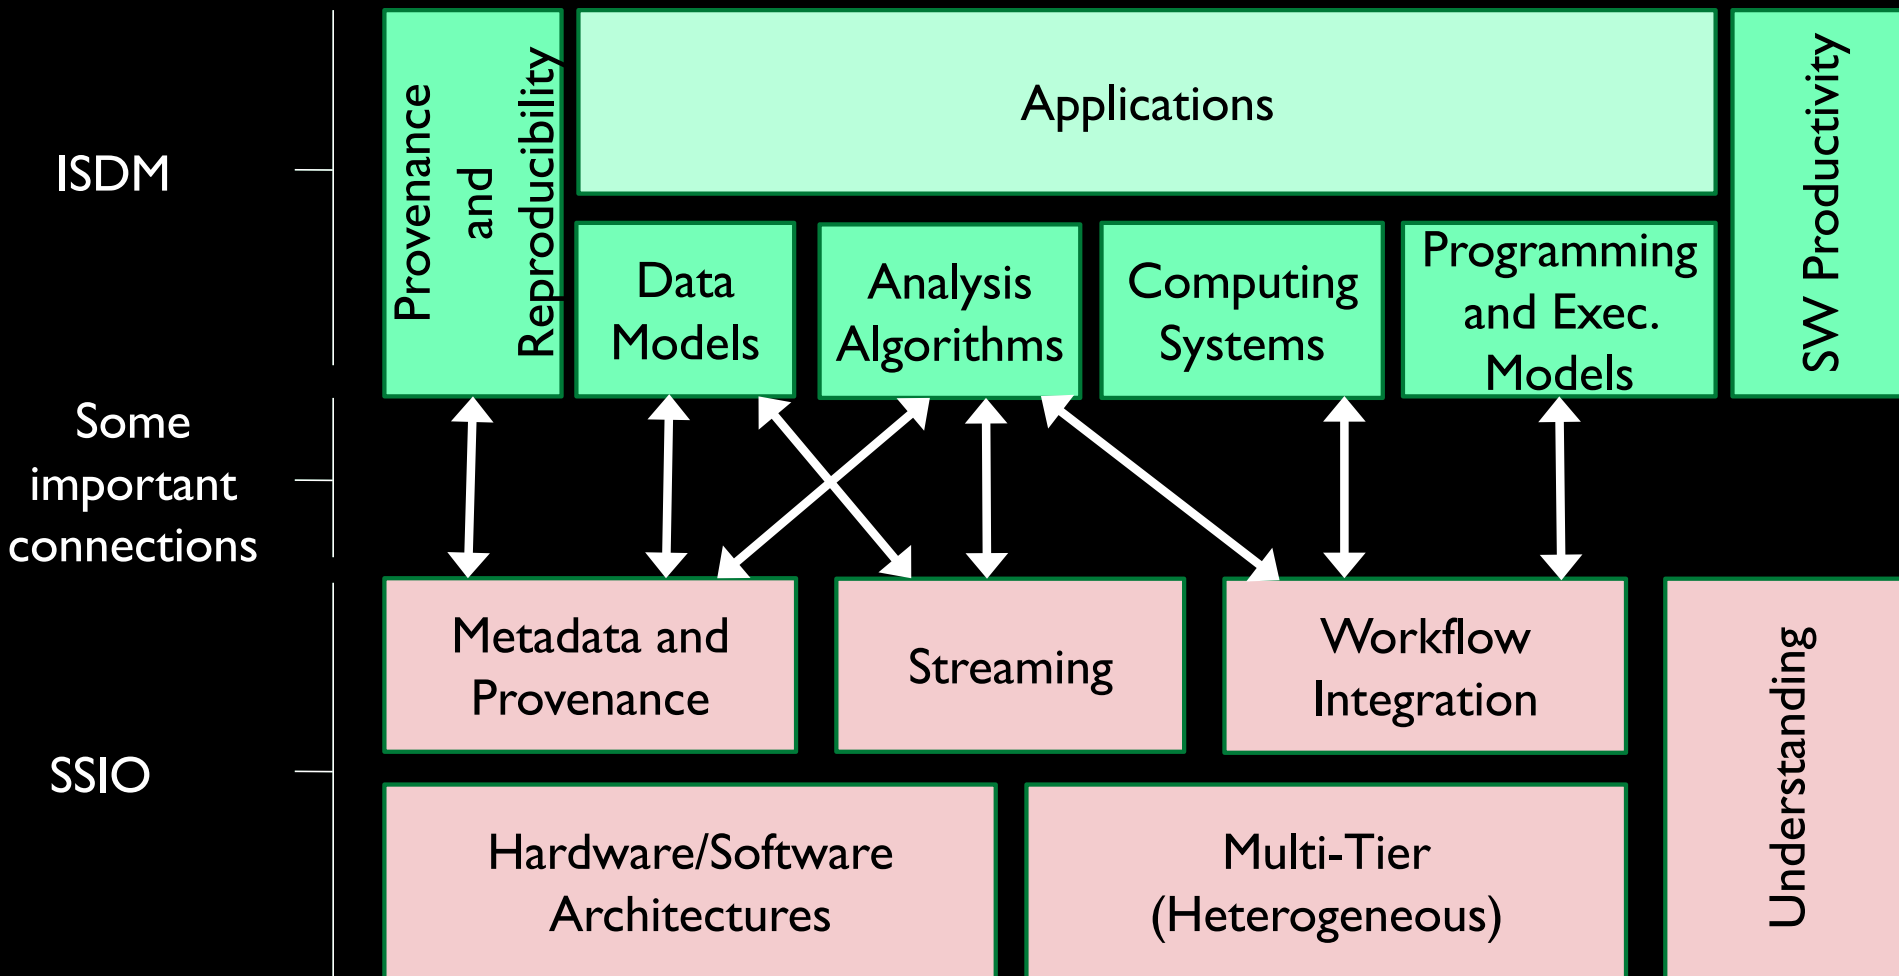 ISDM
Provenance
and
Reproducibility
Applications
SW Productivity
Data
Models
Analysis
Algorithms
Computing
Systems
Programming
and Exec.
Models
Some
important
connections
SSIO
Metadata and
Provenance
Streaming
Workflow
Integration
Understanding
Hardware/Software
Architectures
Multi-Tier
(Heterogeneous)